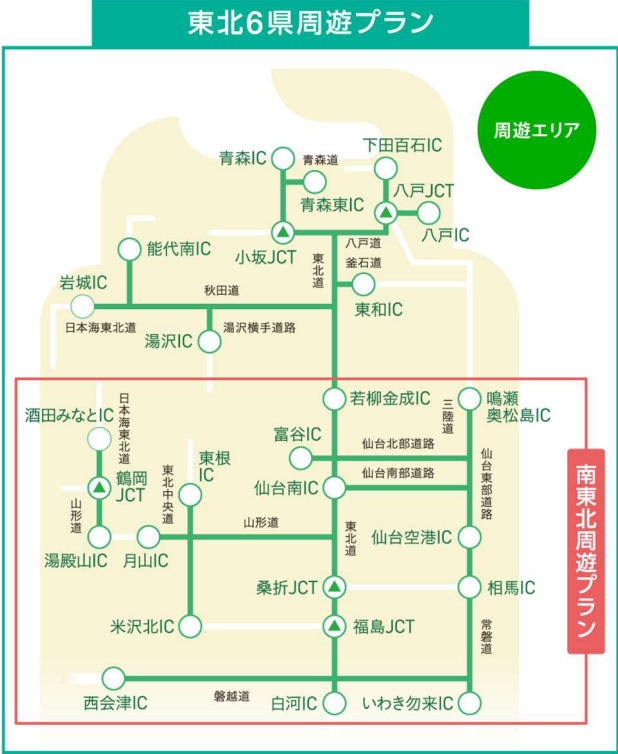 東北6県周遊プラン
周遊エリア
下田百石IC
青森IC
青森道
青森東IC
八戸JCT
八戸IC
小坂JCT
八戸道
能代南IC
東北道
釜石道
岩城IC
秋田道
東和IC
日本海東北道
湯沢横手道路
湯沢IC
若柳金成IC
三陸道
鳴瀬
奥松島IC
酒田みなとIC
日本海東北道
富谷IC
仙台北部道路
東根
IC
仙台南部道路
仙台東部道路
鶴岡
JCT
東北中央道
仙台南IC
南東北周遊プラン
山形道
山形道
東北道
仙台空港IC
湯殿山IC
月山IC
桑折JCT
相馬IC
米沢北IC
福島JCT
常磐道
西会津IC
磐越道
白河IC
いわき勿来IC